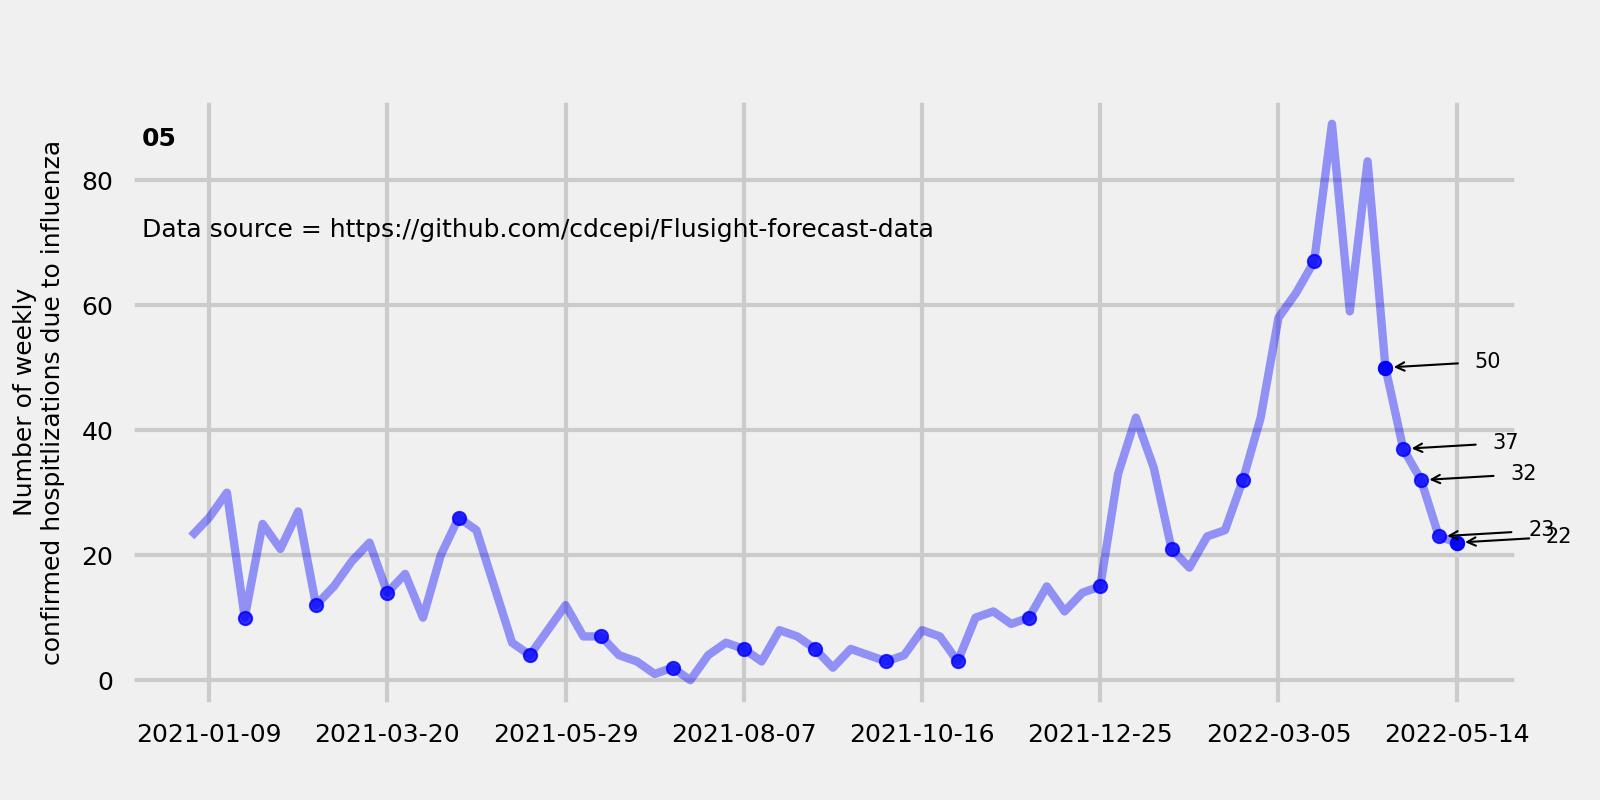 05
Data source = https://github.com/cdcepi/Flusight-forecast-data
Number of weekly
confirmed hospitlizations due to influenza
80
60
40
20
0
50
37
32
23
22
2021-01-09 2021-03-20 2021-05-29 2021-08-07 2021-10-16 2021-12-25 2022-03-05 2022-05-14